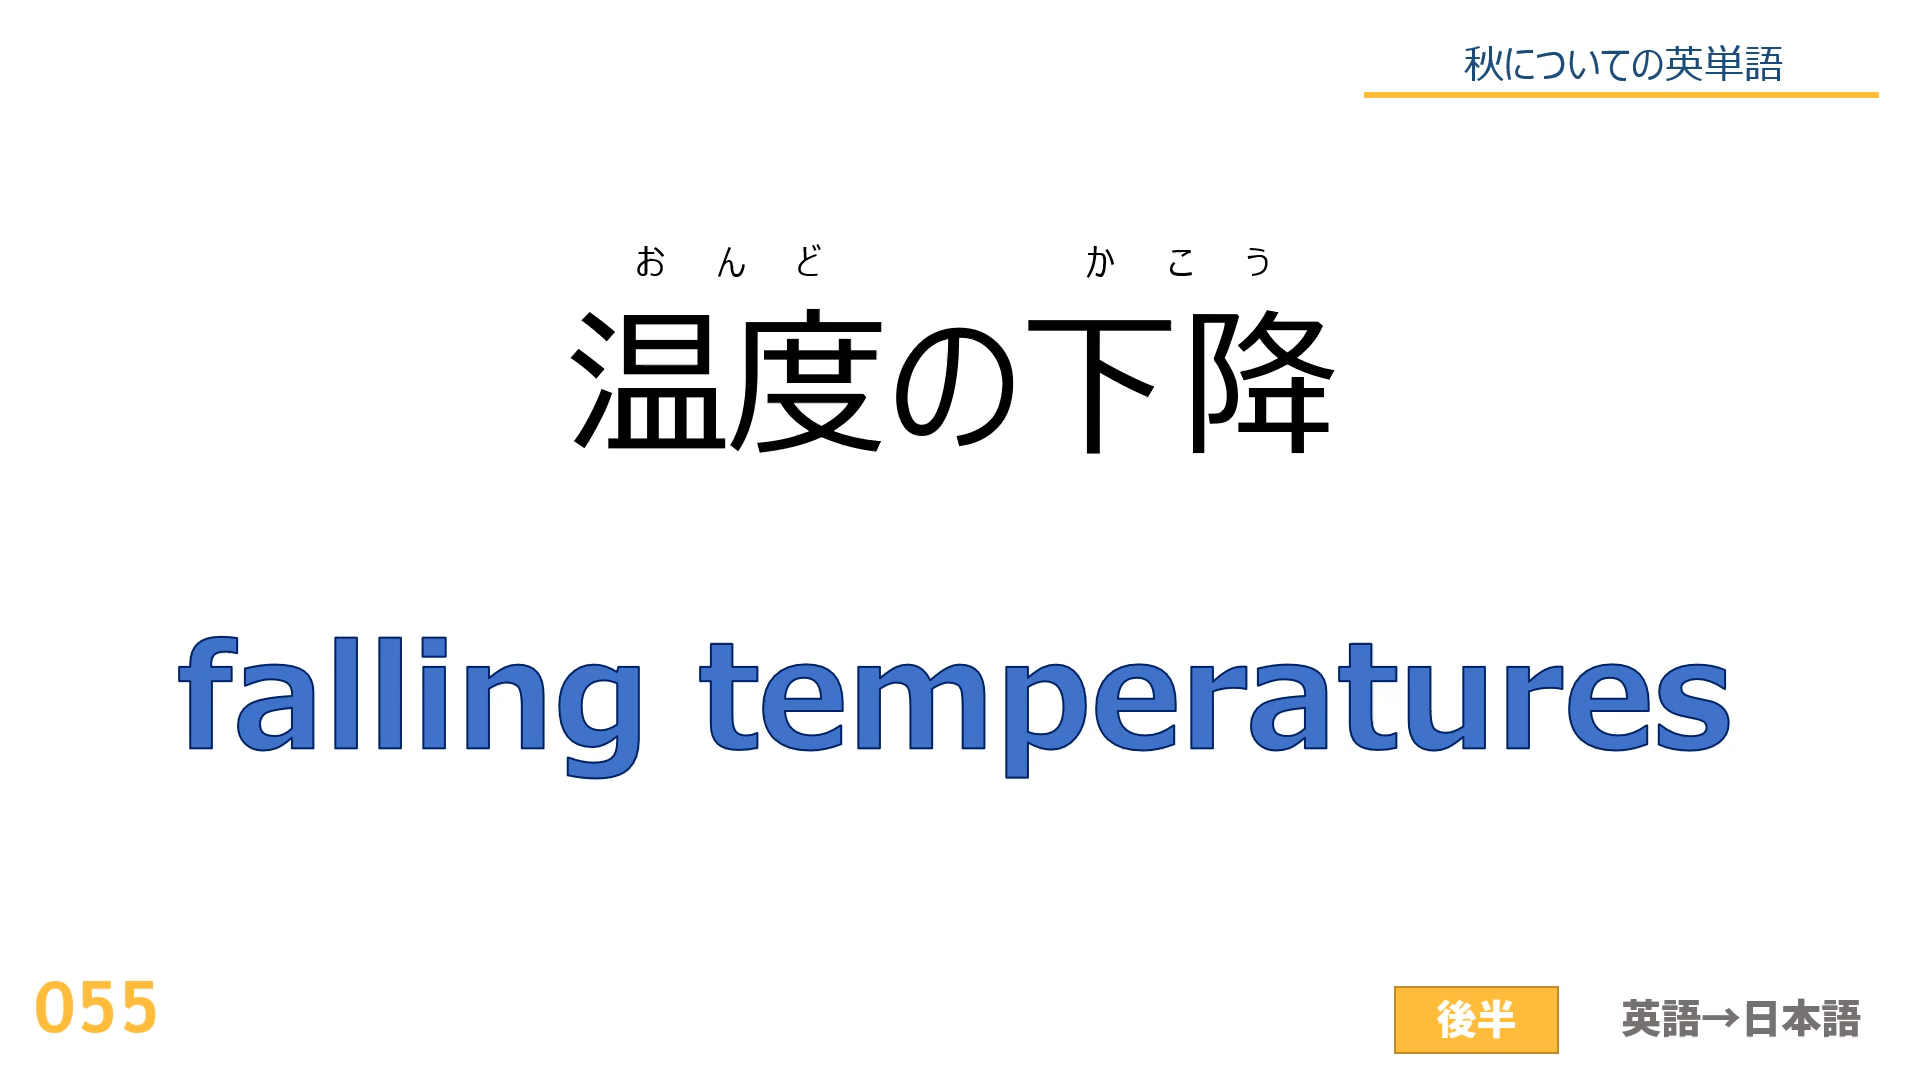 秋についての英単語
おんど かこう
温度の下降
falling temperatures
055
後半
英語→日本語